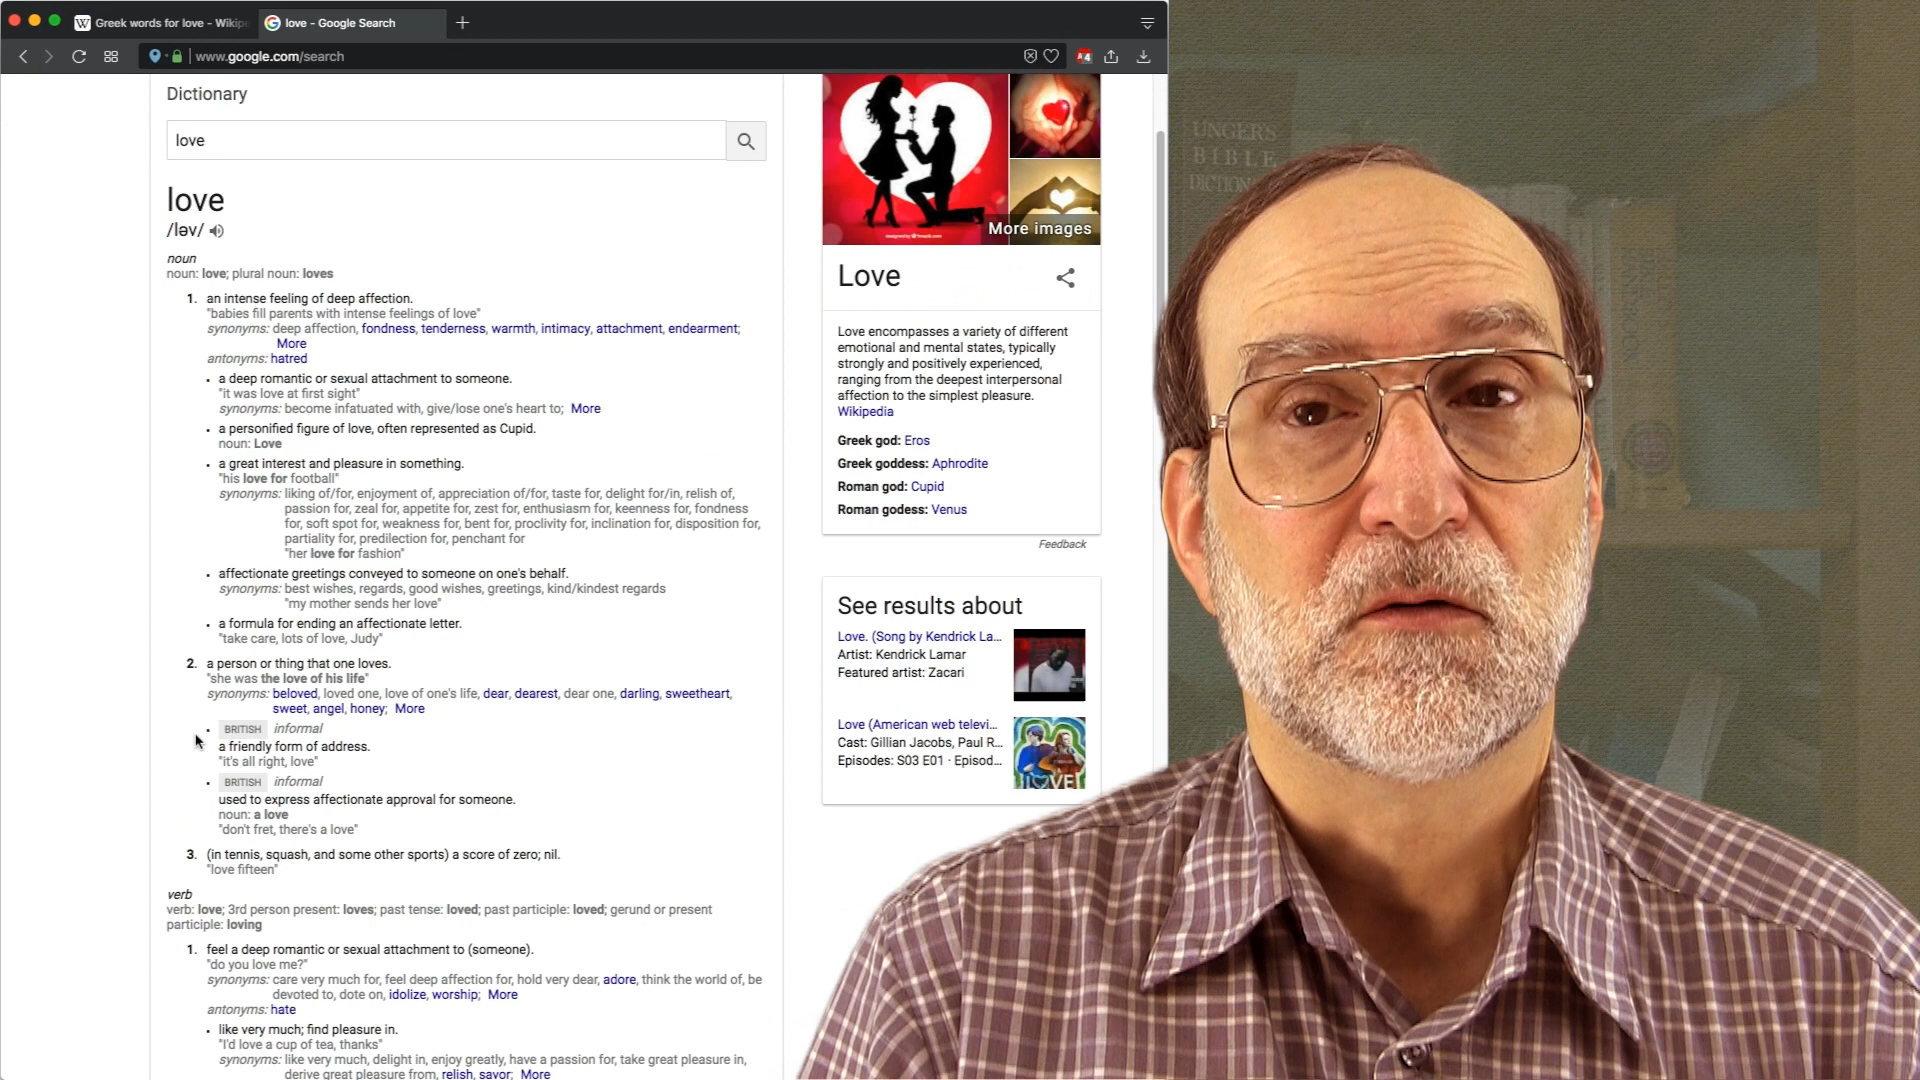 Greek words for love - Wikip
love - Google Search
www.google.com/search
Dictionary
love
love
/ləv/
noun
noun: love; plural noun: loves
1. an intense feeling of deep affection.
"babies fill parents with intense feelings of love"
synonyms: deep affection, fondness, tenderness, warmth, intimacy, attachment, endearment;
More
antonyms: hatred
• a deep romantic or sexual attachment to someone.
"it was love at first sight"
synonyms: become infatuated with, give/lose one's heart to; More
• a personified figure of love, often represented as Cupid.
noun: Love
• a great interest and pleasure in something.
"his love for football"
synonyms: liking of/for, enjoyment of, appreciation of/for, taste for, delight for/in, relish of,
passion for, zeal for, appetite for, zest for, enthusiasm for, keenness for, fondness
for, soft spot for, weakness for, bent for, proclivity for, inclination for, disposition for,
partiality for, predilection for, penchant for
"her love for fashion"
• affectionate greetings conveyed to someone on one's behalf.
synonyms: best wishes, regards, good wishes, greetings, kind/kindest regards
"my mother sends her love"
• a formula for ending an affectionate letter.
"take care, lots of love, Judy"
2. a person or thing that one loves.
"she was the love of his life"
synonyms: beloved, loved one, love of one's life, dear, dearest, dear one, darling, sweetheart,
sweet, angel, honey; More
• BRITISH informal
a friendly form of address.
"it's all right, love"
• BRITISH informal
used to express affectionate approval for someone.
noun: a love
"don't fret, there's a love"
3. (in tennis, squash, and some other sports) a score of zero; nil.
"love fifteen"
verb
verb: love; 3rd person present: loves; past tense: loved; past participle: loved; gerund or present
participle: loving
1. feel a deep romantic or sexual attachment to (someone).
"do you love me?"
synonyms: care very much for, feel deep affection for, hold very dear, adore, think the world of, be
devoted to, dote on, idolize, worship; More
antonyms: hate
• like very much; find pleasure in.
"I'd love a cup of tea, thanks"
synonyms: like very much, delight in, enjoy greatly, have a passion for, take great pleasure in,
derive great pleasure from, relish, savor; More
More images
Love
Love encompasses a variety of different
emotional and mental states, typically
strongly and positively experienced,
ranging from the deepest interpersonal
affection to the simplest pleasure.
Wikipedia
Greek god: Eros
Greek goddess: Aphrodite
Roman god: Cupid
Roman godess: Venus
Feedback
See results about
Love. (Song by Kendrick La...
Artist: Kendrick Lamar
Featured artist: Zacari
Love (American web televi...
Cast: Gillian Jacobs, Paul R...
Episodes: S03 E01 · Episod...
LOVE
UNGER'S
BIBLE
DICTION